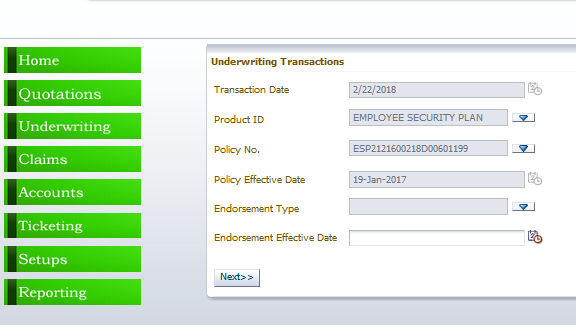 Home
Quotations
Underwriting
Claims
Accounts
Ticketing
Setups
Reporting
Underwriting Transactions
Transaction Date 2/22/2018
Product ID EMPLOYEE SECURITY PLAN
Policy No. ESP2121600218D00601199
Policy Effective Date 19-Jan-2017
Endorsement Type
Endorsement Effective Date
Next>>